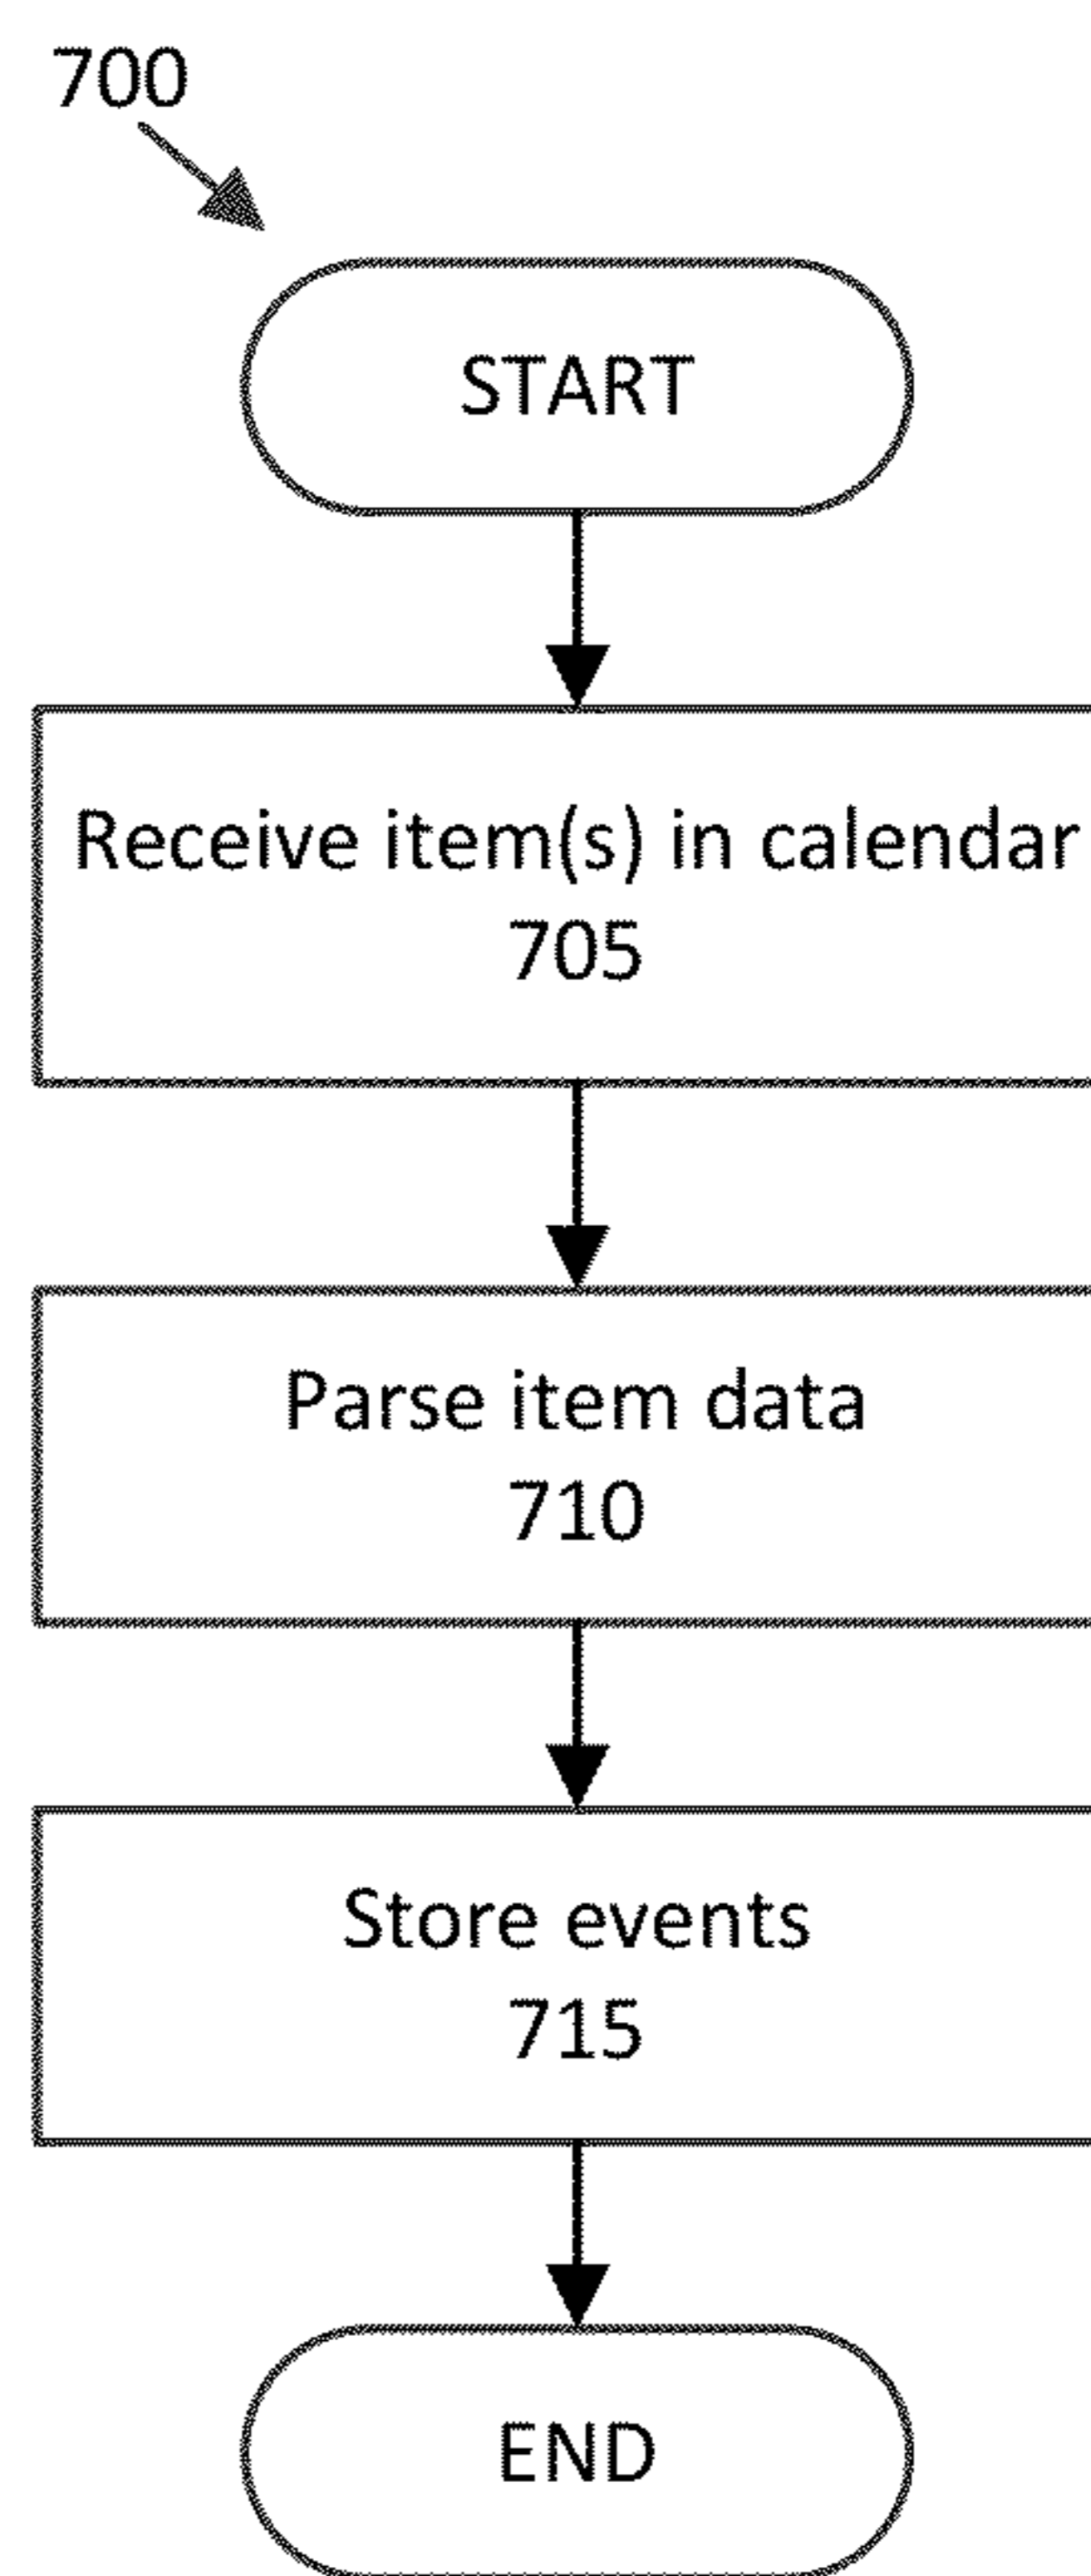 700
START
Receive item(s) in calendar
705
Parse item data
710
Store events
715
END